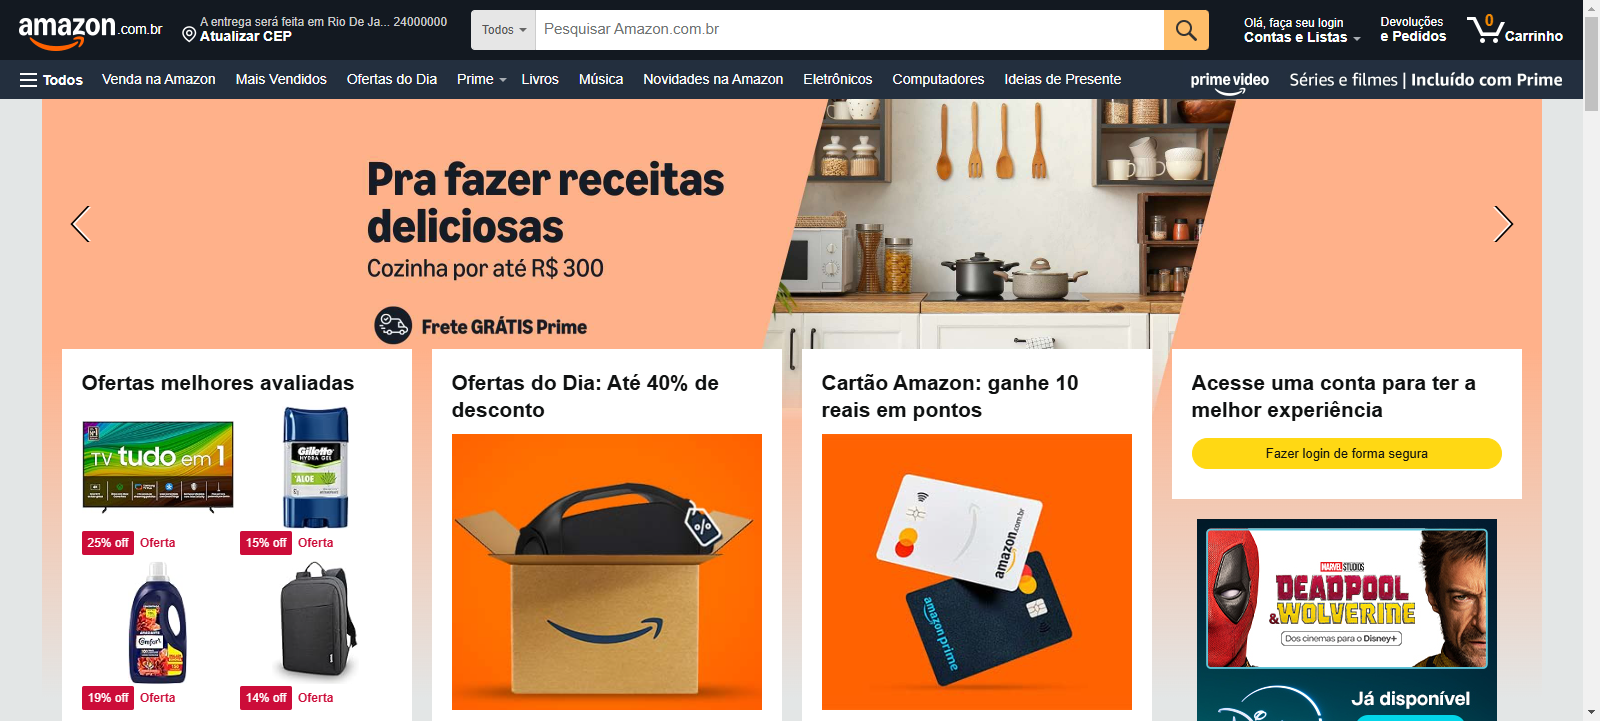 amazon.com.br
A entrega será feita em Rio De Ja... 24000000
Atualizar CEP
Todos
Pesquisar Amazon.com.br
Olá, faça seu login
Contas e Listas
Devoluções
e Pedidos
0
Carrinho
Todos
Venda na Amazon
Mais Vendidos
Ofertas do Dia
Prime
Livros
Música
Novidades na Amazon
Eletrônicos
Computadores
Ideias de Presente
prime video
Séries e filmes | Incluído com Prime
Pra fazer receitas
deliciosas
Cozinha por até R$ 300
Frete GRÁTIS Prime
Ofertas melhores avaliadas
TV tudo em 1
Gillette
HYDRA GEL
ALOE
25% off Oferta
15% off Oferta
Comfort
19% off Oferta
14% off Oferta
Ofertas do Dia: Até 40% de
desconto
%
Cartão Amazon: ganhe 10
reais em pontos
amazon.com.br
amazon prime
Acesse uma conta para ter a
melhor experiência
Fazer login de forma segura
MARVEL STUDIOS
DEADPOOL
& WOLVERINE
Dos cinemas para o Disney+
Já disponível